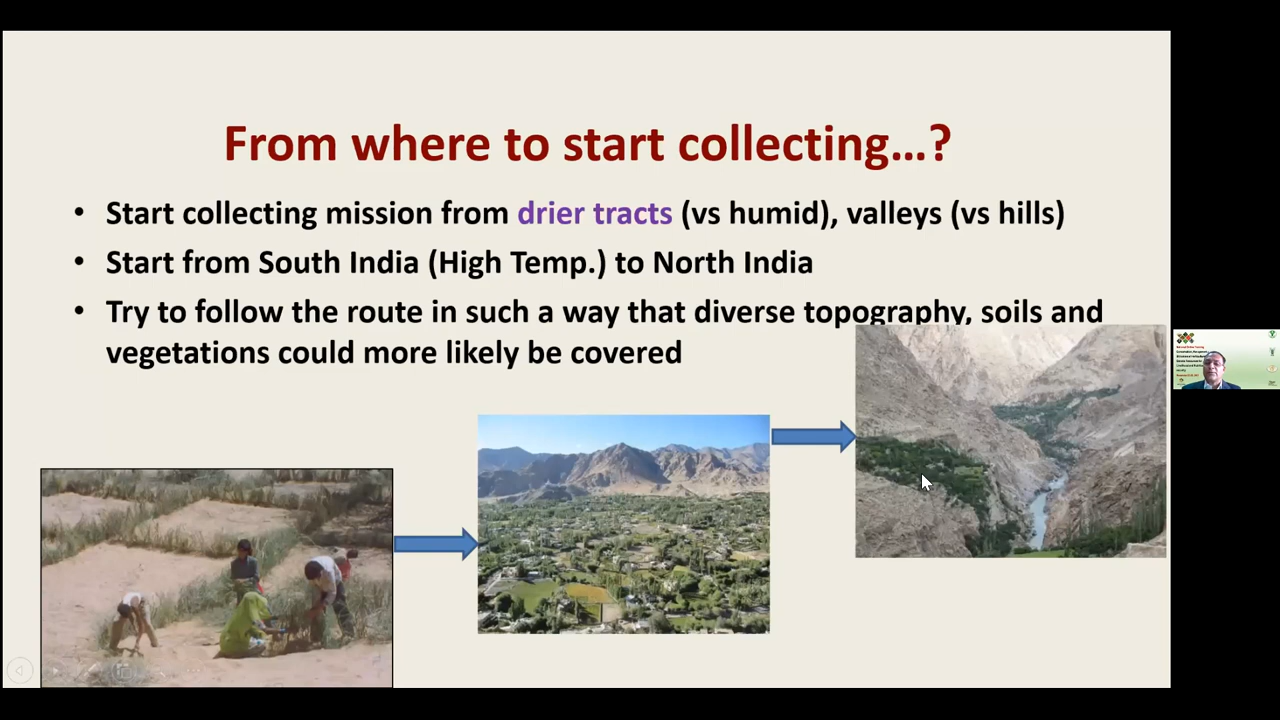 From where to start collecting...?
• Start collecting mission from drier tracts (vs humid), valleys (vs hills)
• Start from South India (High Temp.) to North India
• Try to follow the route in such a way that diverse topography, soils and
vegetations could more likely be covered